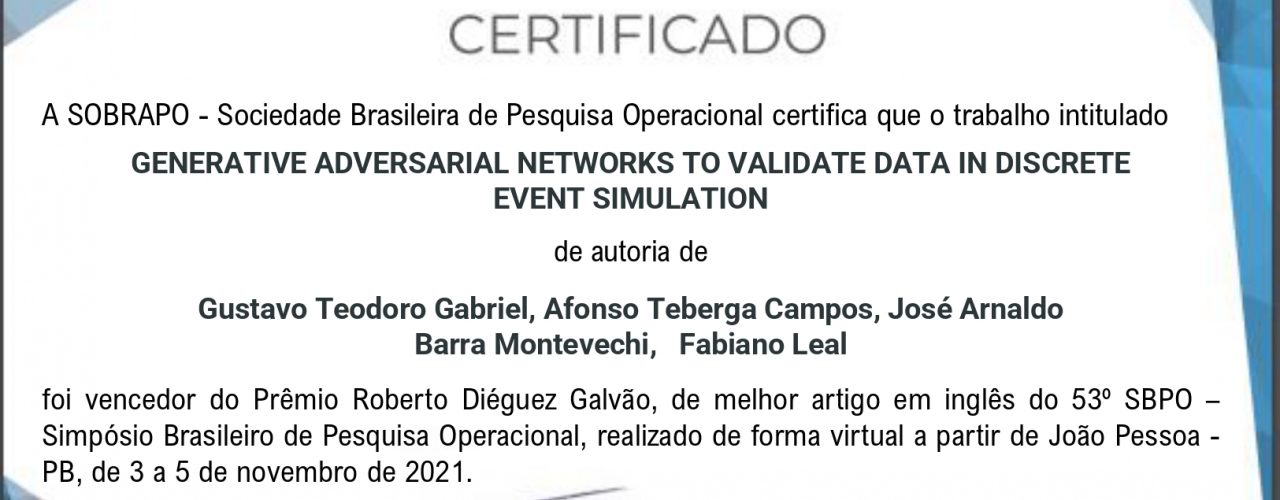 CERTIFICADO
A SOBRAPO - Sociedade Brasileira de Pesquisa Operacional certifica que o trabalho intitulado
GENERATIVE ADVERSARIAL NETWORKS TO VALIDATE DATA IN DISCRETE
EVENT SIMULATION
de autoria de
Gustavo Teodoro Gabriel, Afonso Teberga Campos, José Arnaldo
Barra Montevechi, Fabiano Leal
foi vencedor do Prêmio Roberto Diéguez Galvão, de melhor artigo em inglês do 53º SBPO –
Simpósio Brasileiro de Pesquisa Operacional, realizado de forma virtual a partir de João Pessoa -
PB, de 3 a 5 de novembro de 2021.